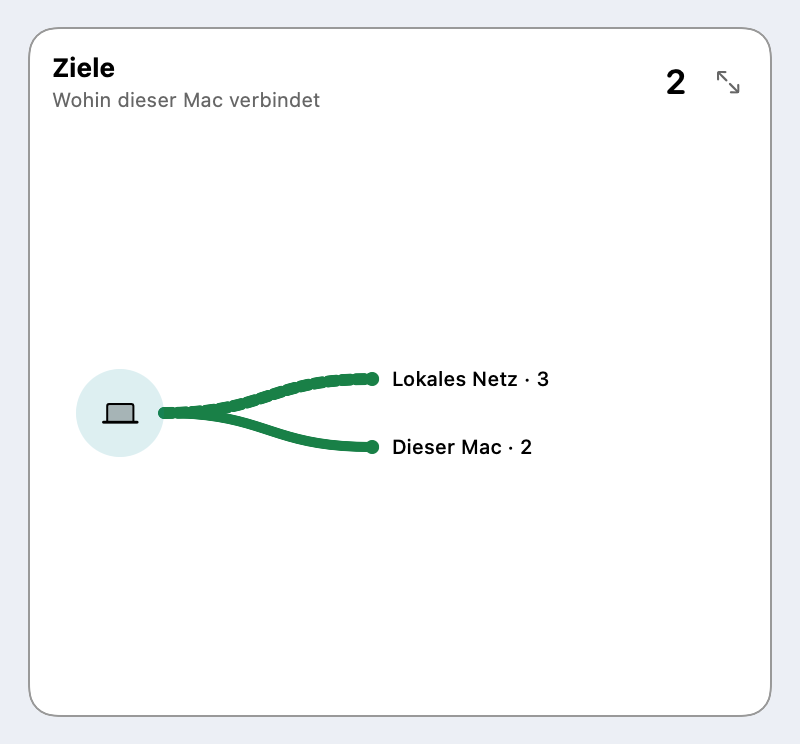 Ziele
Wohin dieser Mac verbindet
2
Lokales Netz · 3
Dieser Mac · 2